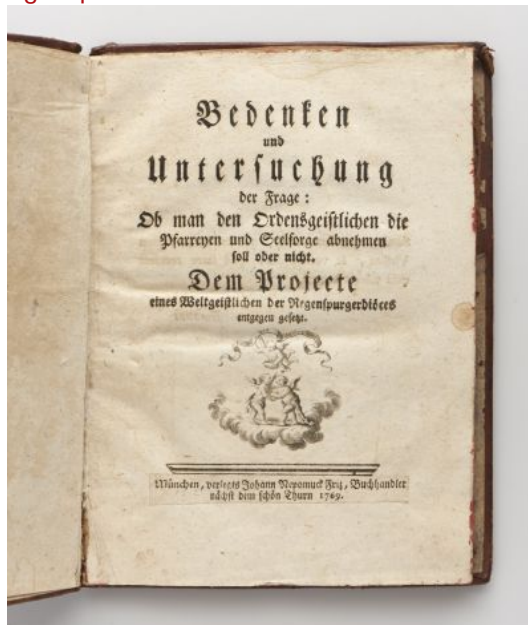 Bedenken
und
Untersuchung
der Frage:
Ob man den Ordensgeistlichen die
Pfarreyen und Seelsorge abnehmen
soll oder nicht.
Dem Projecte
eines Weltgeistlichen der Regenspurgerdiöces
entgegen gesetzt.
München, verlegts Johann Nepomuck Fritz, Buchhandler
nächst dem schön Thurn 1769.